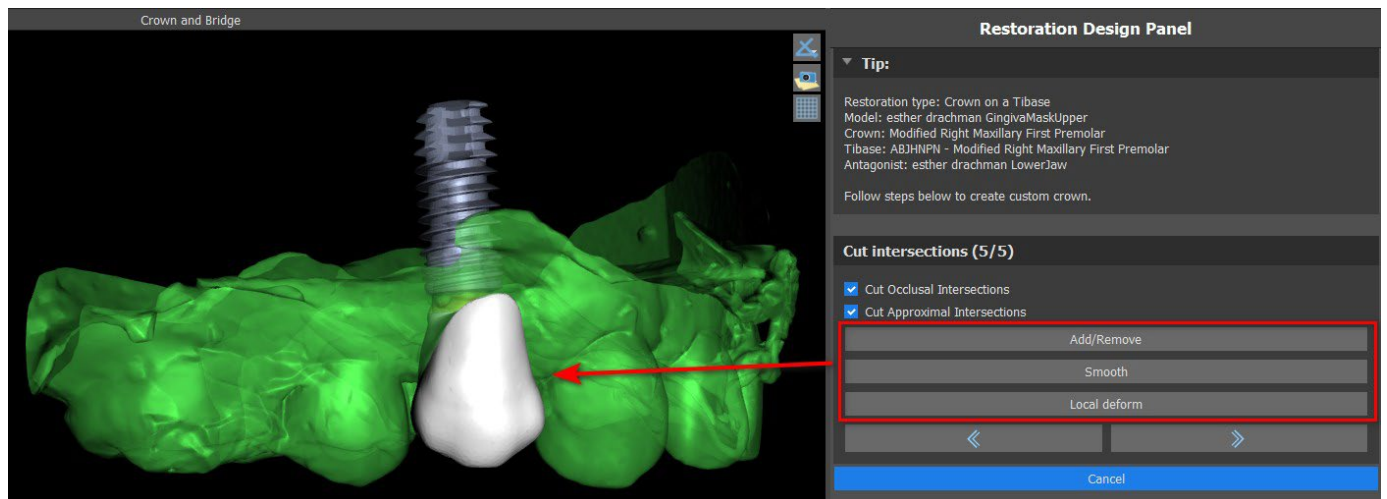 Crown and Bridge
Restoration Design Panel
Tip:
Restoration type: Crown on a Tibase
Model: esther drachman GingivaMaskUpper
Crown: Modified Right Maxillary First Premolar
Tibase: ABJHNPN - Modified Right Maxillary First Premolar
Antagonist: esther drachman LowerJaw
Follow steps below to create custom crown.
Cut intersections (5/5)
Cut Occlusal Intersections
Cut Approximal Intersections
Add/Remove
Smooth
Local deform
Cancel